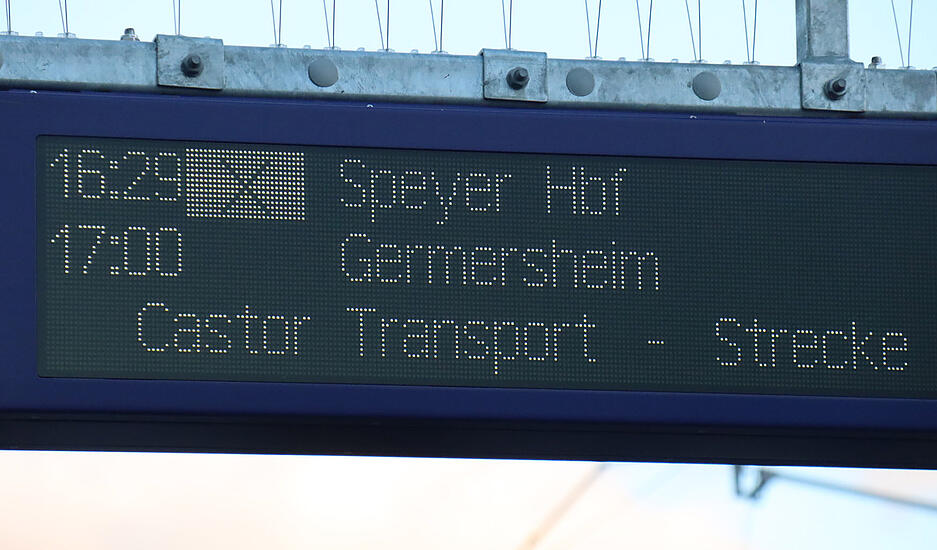 16:29 Speyer Hbf
17:00 Germersheim
Castor Transport - Strecke